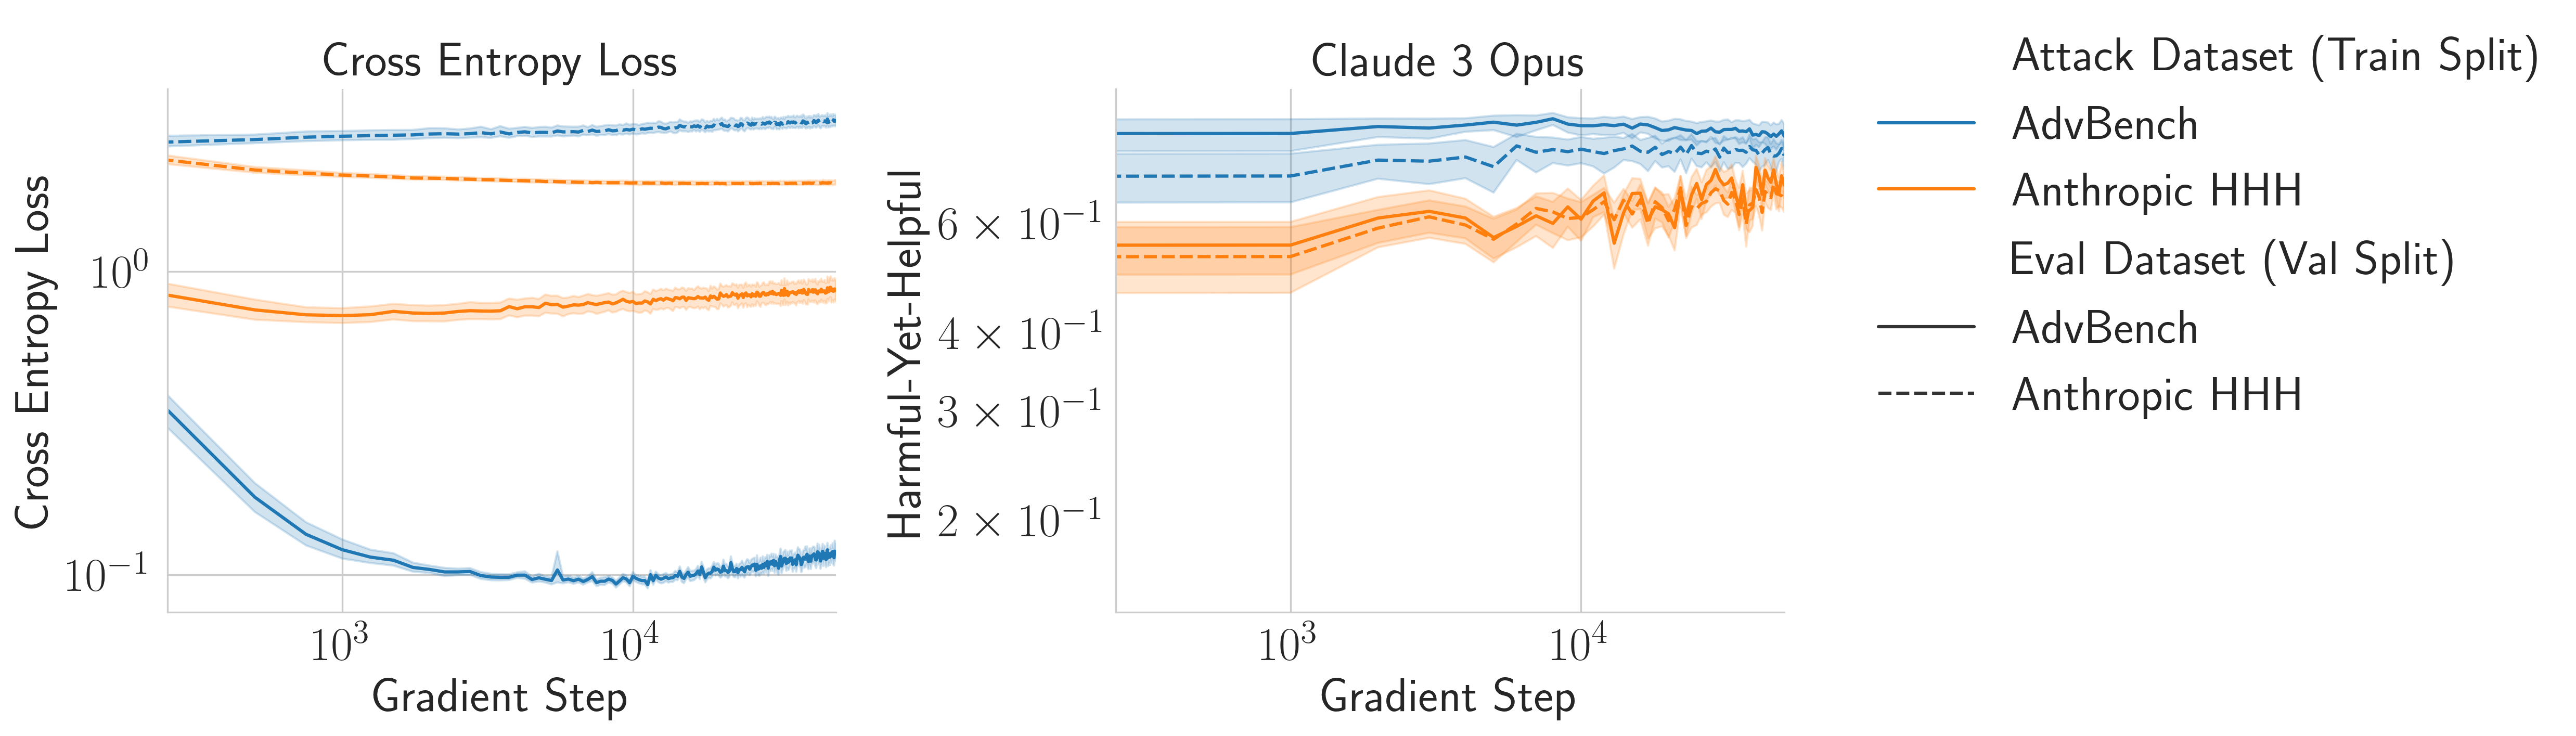 Cross Entropy Loss
Cross Entropy Loss
10^0
10^{-1}
10^3
10^4
Gradient Step
Claude 3 Opus
Harmful-Yet-Helpful
6 × 10^{-1}
4 × 10^{-1}
3 × 10^{-1}
2 × 10^{-1}
10^3
10^4
Gradient Step
Attack Dataset (Train Split)
AdvBench
Anthropic HHH
Eval Dataset (Val Split)
AdvBench
Anthropic HHH